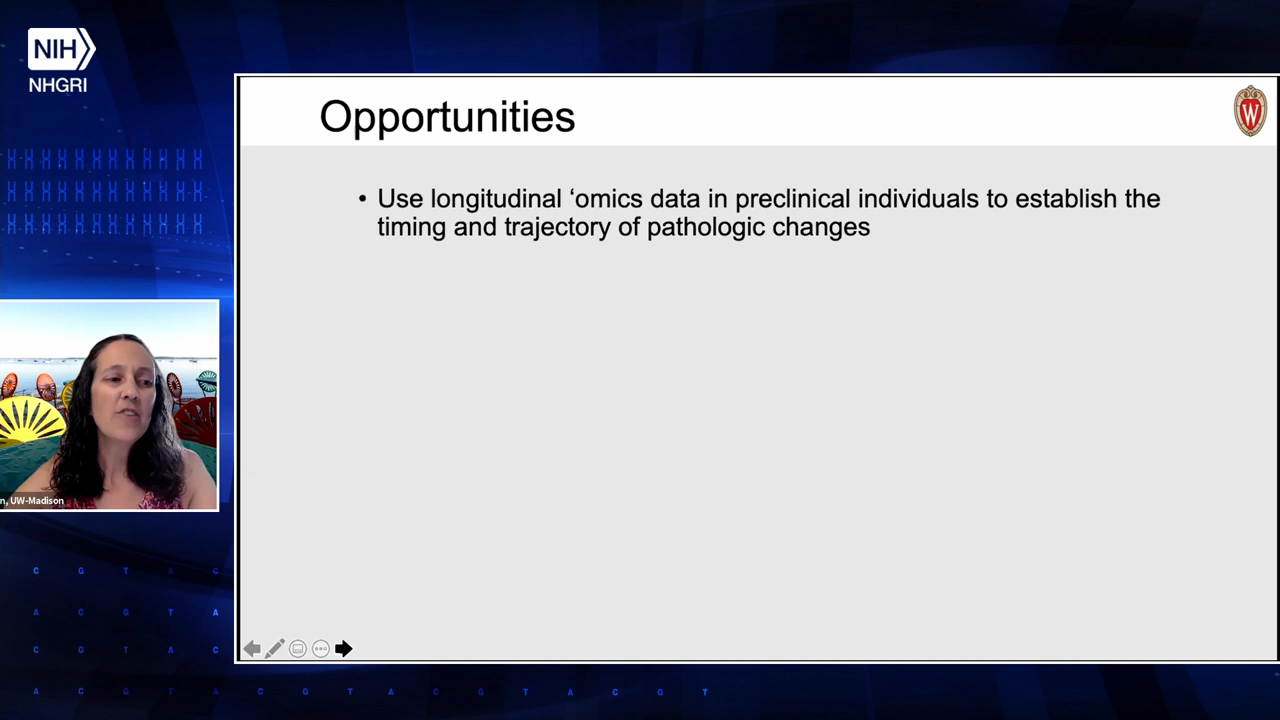 NIH
NHGRI
Opportunities
W
• Use longitudinal ‘omics data in preclinical individuals to establish the
timing and trajectory of pathologic changes
n, UW-Madison
C G T A G
A C G T A
C G T A C
A C G T A C G T A C G T A C G T